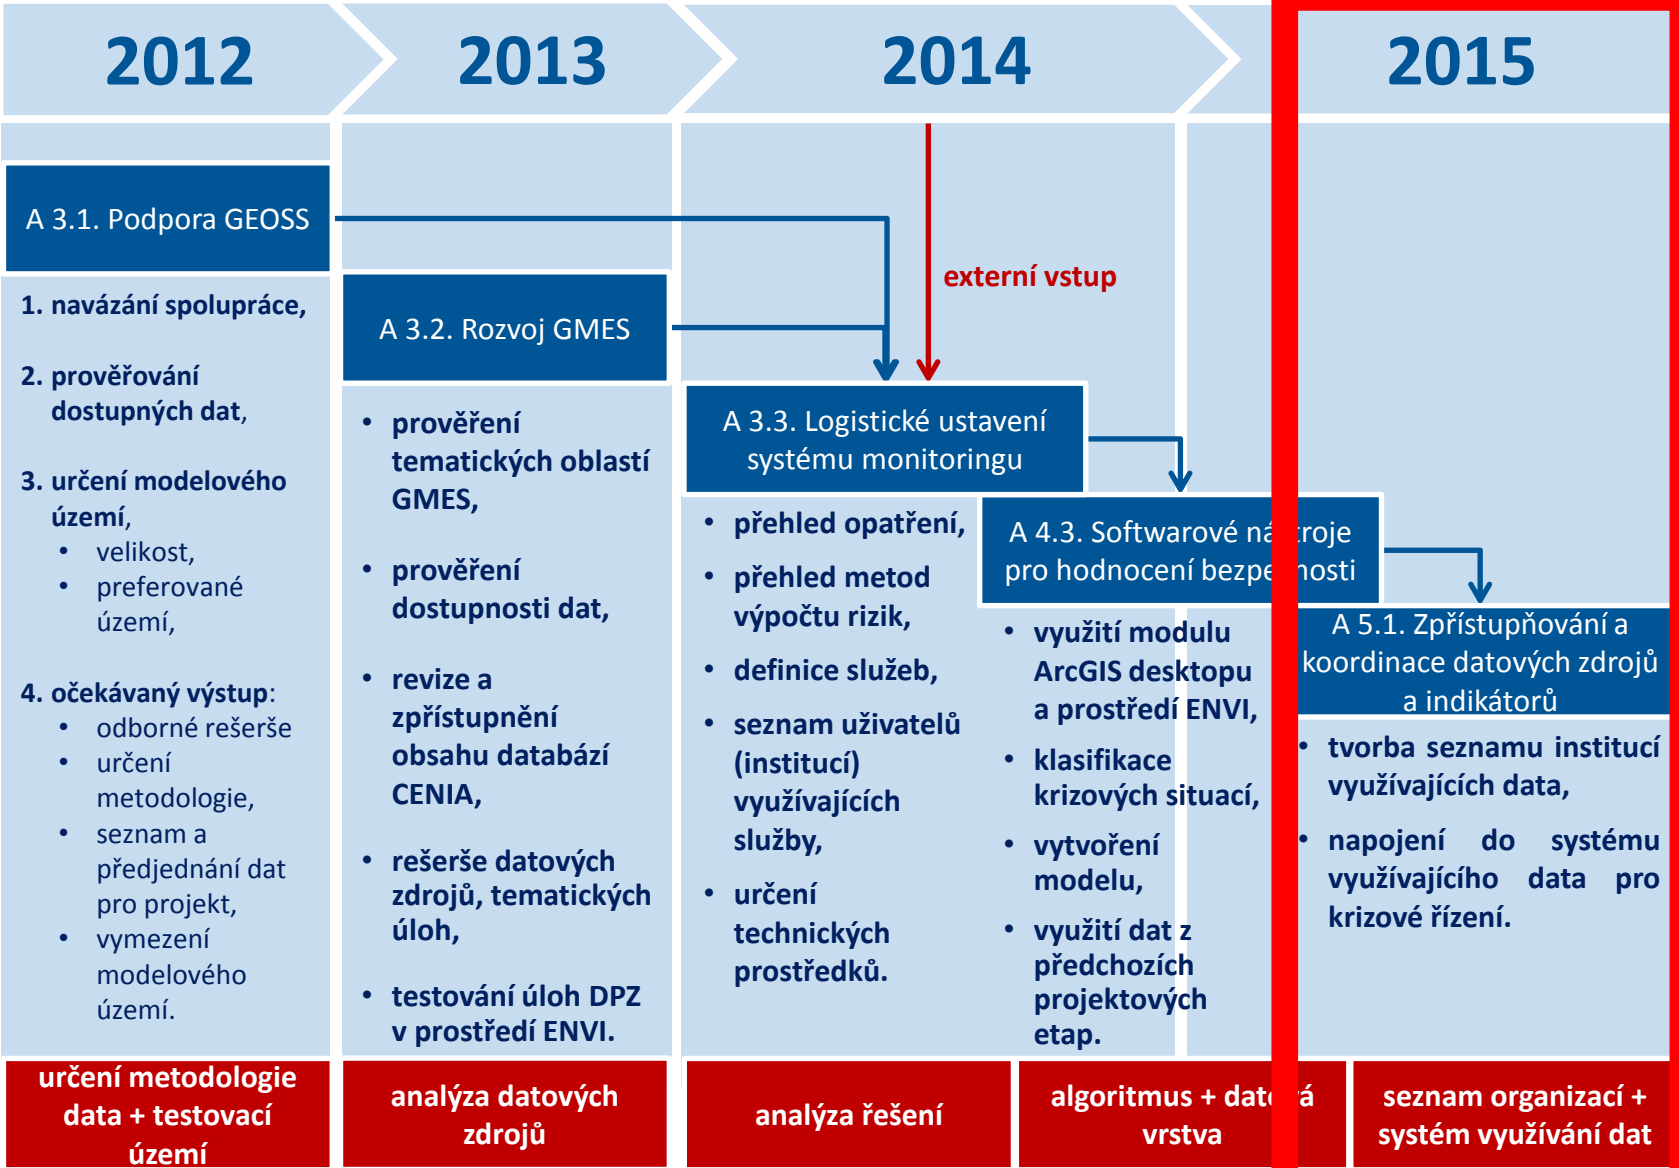 2012
2013
2014
2015
A 3.1. Podpora GEOSS
1. navázání spolupráce,
2. prověřování
dostupných dat,
3. určení modelového
území,
• velikost,
• preferované
území,
4. očekávaný výstup:
• odborné rešerše
• určení
metodologie,
• seznam a
předjednání dat
pro projekt,
• vymezení
modelového
území.
určení metodologie
data + testovací
území
A 3.2. Rozvoj GMES
• prověření
tematických oblastí
GMES,
• prověření
dostupnosti dat,
• revize a
zpřístupnění
obsahu databází
CENIA,
• rešerše datových
zdrojů, tematických
úloh,
• testování úloh DPZ
v prostředí ENVI.
analýza datových
zdrojů
externí vstup
A 3.3. Logistické ustavení
systému monitoringu
• přehled opatření,
• přehled metod
výpočtu rizik,
• definice služeb,
• seznam uživatelů
(institucí)
využívajících
služby,
• určení
technických
prostředků.
analýza řešení
A 4.3. Softwarové nástroje
pro hodnocení bezpečnosti
• využití modulu
ArcGIS desktopu
a prostředí ENVI,
• klasifikace
krizových situací,
• vytvoření
modelu,
• využití dat z
předchozích
projektových
etap.
algoritmus + datová
vrstva
A 5.1. Zpřístupňování a
koordinace datových zdrojů
a indikátorů
• tvorba seznamu institucí
využívajících data,
• napojení do systému
využívajícího data pro
krizové řízení.
seznam organizací +
systém využívání dat